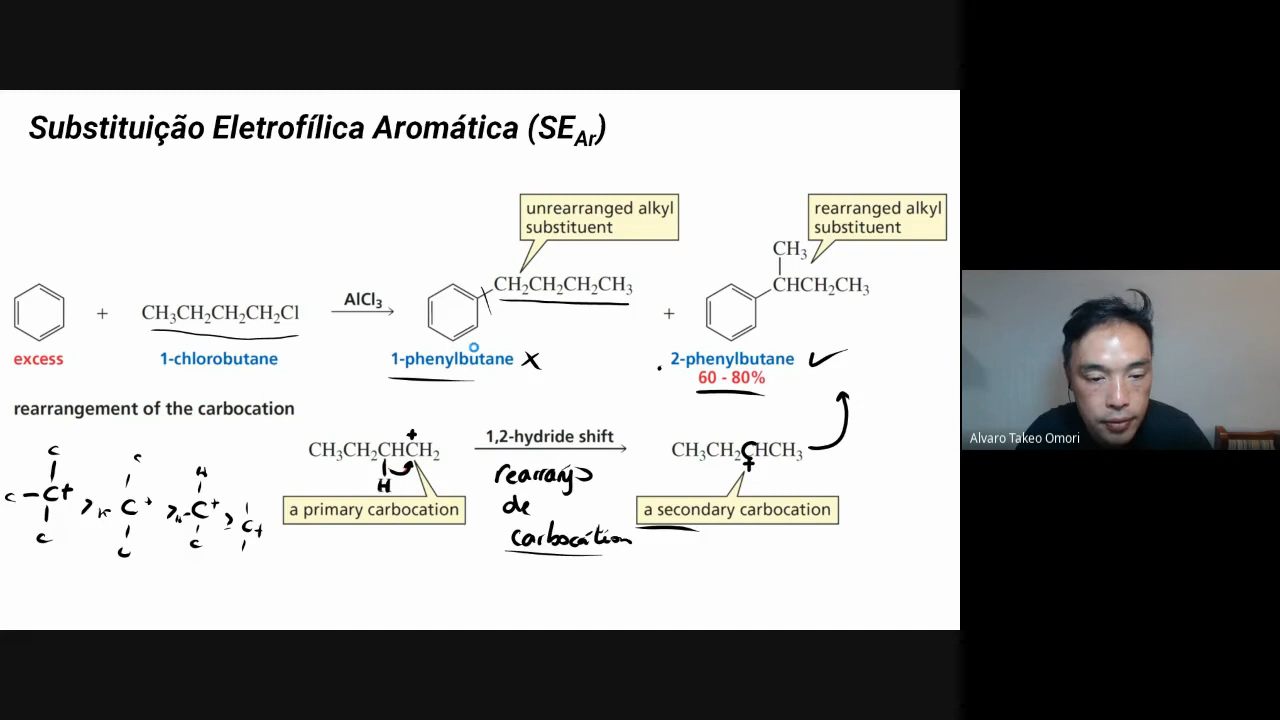 Substituição Eletrofílica Aromática (SEAr)
unrearranged alkyl
substituent
rearranged alkyl
substituent
CH3
CH2CH2CH2CH3
CHCH2CH3
+
CH3CH2CH2CH2Cl
AlCl3
+
excess
1-chlorobutane
1-phenylbutane X
2-phenylbutane ✓
60 - 80%
rearrangement of the carbocation
+
CH3CH2CHCH2
H
1,2-hydride shift
CH3CH2CHCH3
+
rearranjo
de
carbocátion
a primary carbocation
a secondary carbocation
C
C – C+ >
C
C
H- C+ >
C
H
H- C+ >
C
C+
Alvaro Takeo Omori